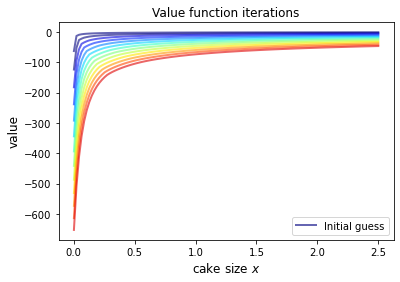 Value function iterations
0
−100
−200
−300
−400
−500
−600
value
0.0 0.5 1.0 1.5 2.0 2.5
cake size x
Initial guess